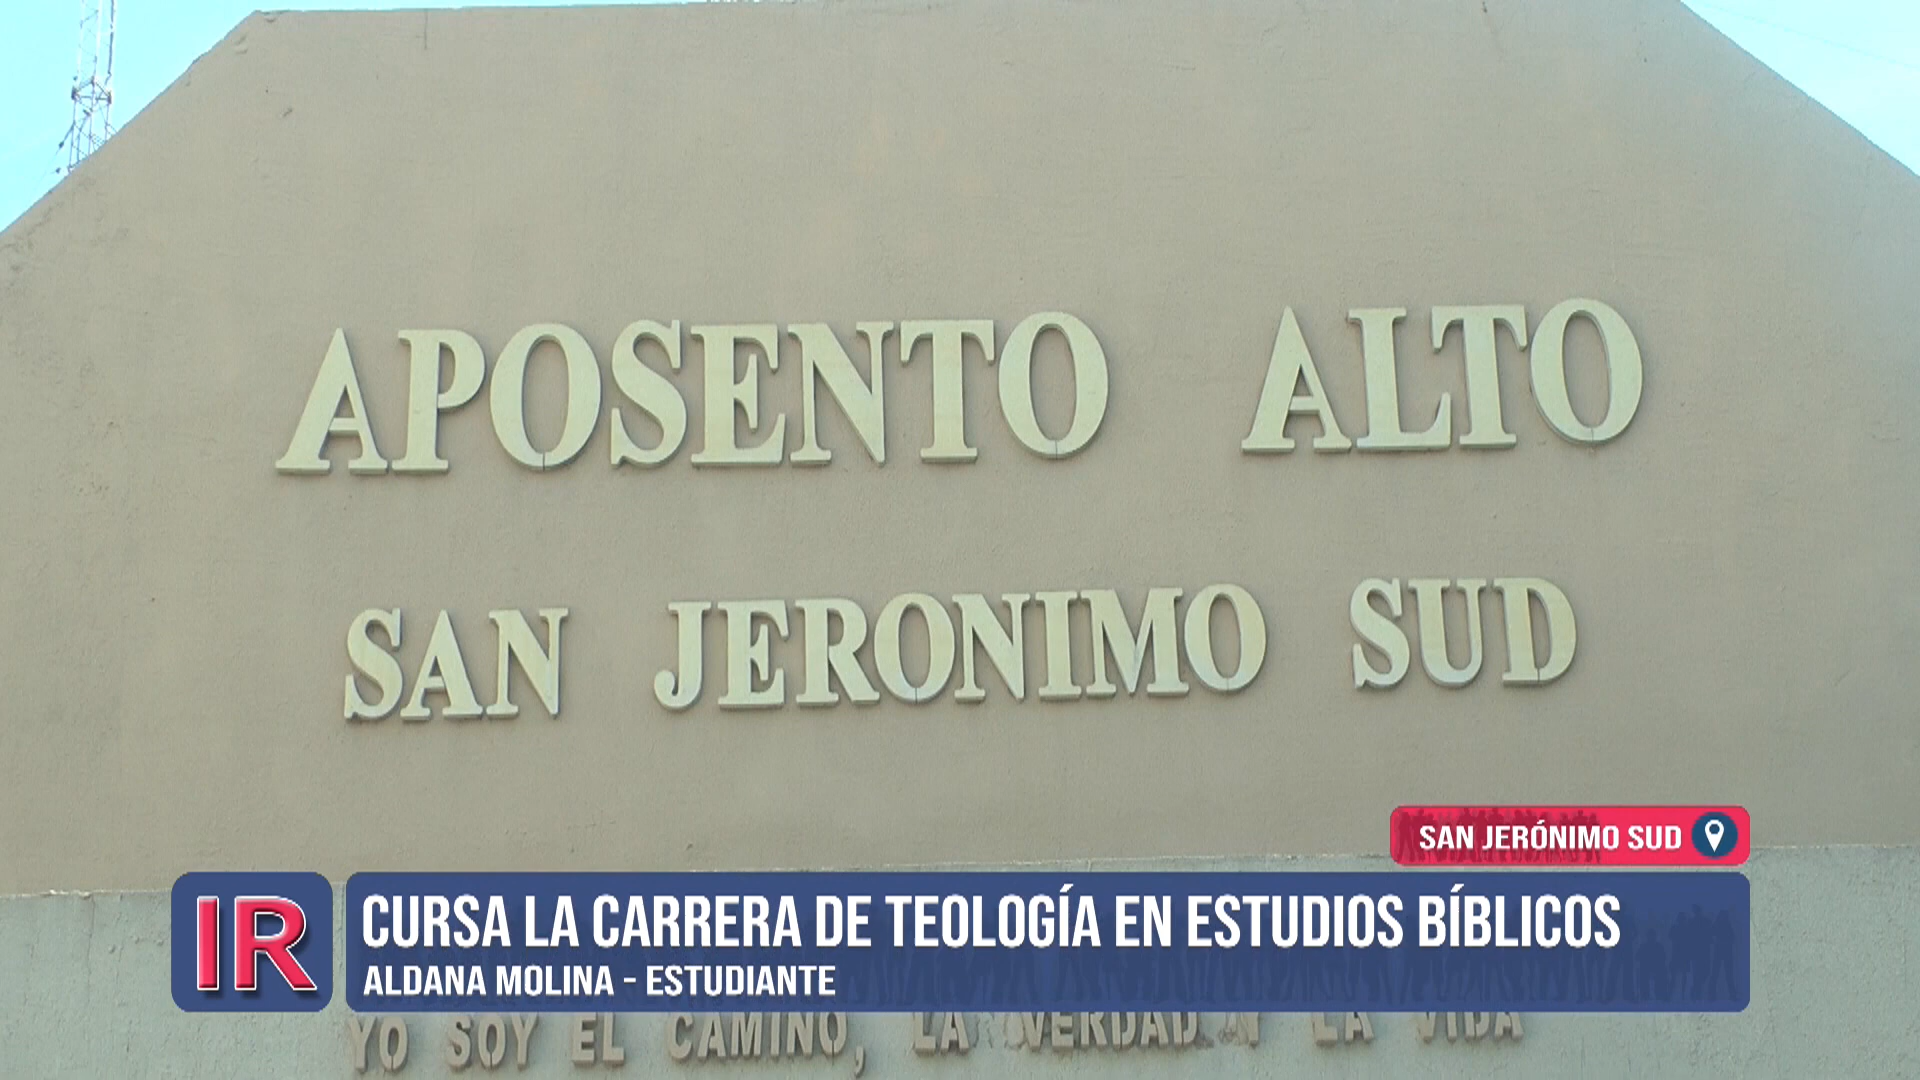 APOSENTO ALTO
SAN JERONIMO SUD
SAN JERÓNIMO SUD
IR
CURSA LA CARRERA DE TEOLOGÍA EN ESTUDIOS BÍBLICOS
ALDANA MOLINA - ESTUDIANTE
YO SOY EL CAMINO, LA VERDAD Y LA VIDA